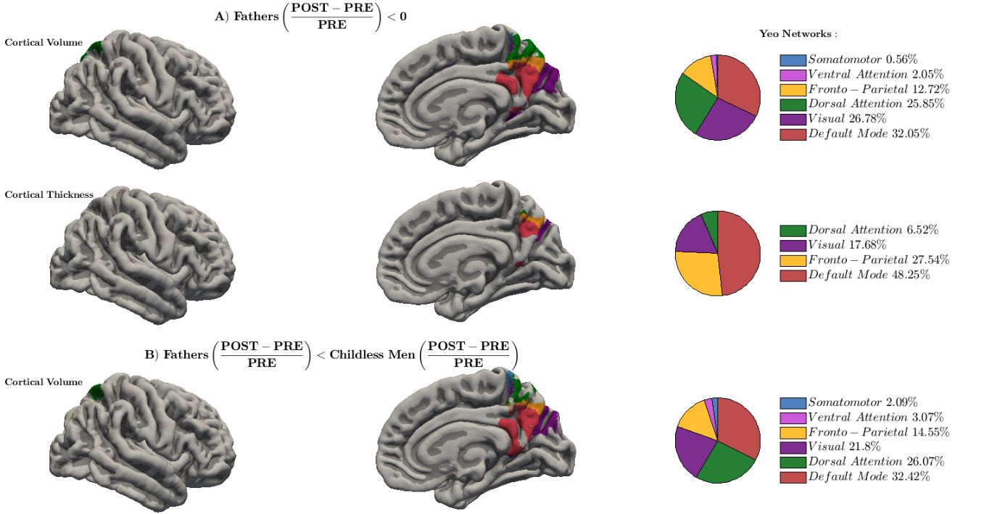 A) Fathers (POST − PRE / PRE) < 0
Cortical Volume
Yeo Networks :
Somatomotor 0.56%
Ventral Attention 2.05%
Fronto − Parietal 12.72%
Dorsal Attention 25.85%
Visual 26.78%
Default Mode 32.05%
Cortical Thickness
Dorsal Attention 6.52%
Visual 17.68%
Fronto − Parietal 27.54%
Default Mode 48.25%
B) Fathers (POST − PRE / PRE) < Childless Men (POST − PRE / PRE)
Cortical Volume
Somatomotor 2.09%
Ventral Attention 3.07%
Fronto − Parietal 14.55%
Visual 21.8%
Dorsal Attention 26.07%
Default Mode 32.42%